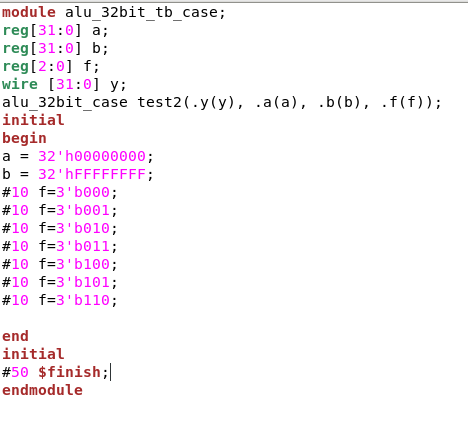 module alu_32bit_tb_case;
reg[31:0] a;
reg[31:0] b;
reg[2:0] f;
wire [31:0] y;
alu_32bit_case test2(.y(y), .a(a), .b(b), .f(f));
initial
begin
a = 32'h00000000;
b = 32'hFFFFFFFF;
#10 f=3'b000;
#10 f=3'b001;
#10 f=3'b010;
#10 f=3'b011;
#10 f=3'b100;
#10 f=3'b101;
#10 f=3'b110;
end
initial
#50 $finish;
endmodule